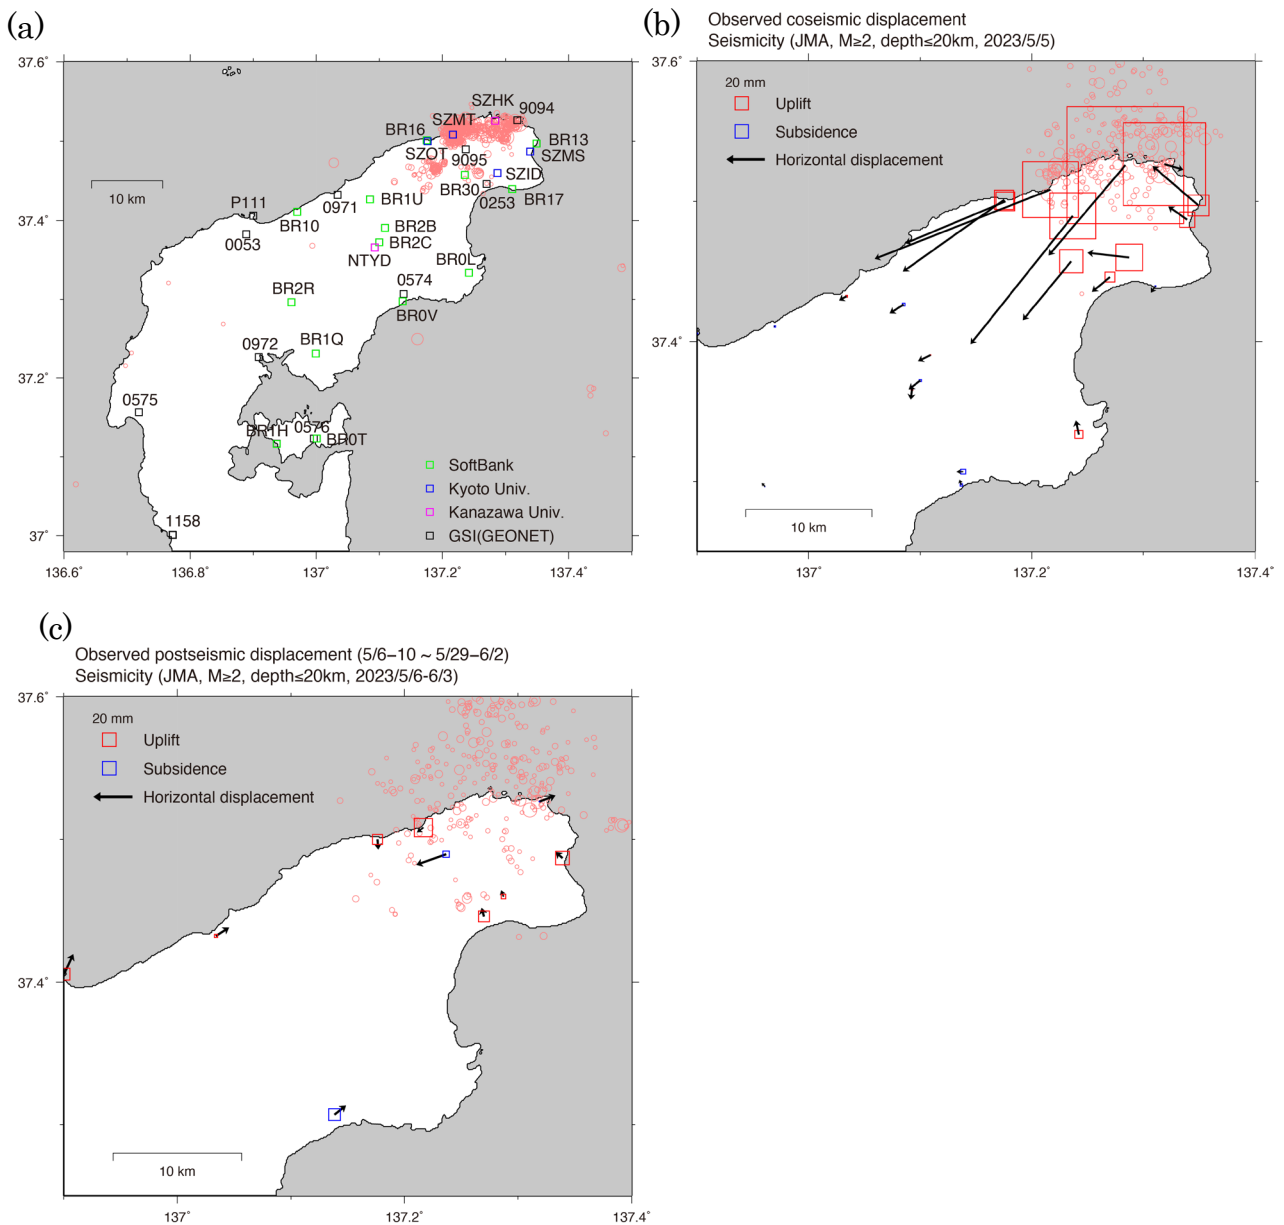 (a)
37.6°
37.4°
37.2°
37°
136.6°
136.8°
137°
137.2°
137.4°
10 km
SZHK
9094
SZMT
BR16
BR13
SZOT
9095
SZMS
SZID
BR30
0253
BR17
P111
0971
BR1U
BR10
0053
BR2B
BR2C
NTYD
BR0L
0574
BR2R
BR0V
0972
BR1Q
0575
BR1H
0576
BR0T
1158
SoftBank
Kyoto Univ.
Kanazawa Univ.
GSI(GEONET)
(b)
Observed coseismic displacement
Seismicity (JMA, M≥2, depth≤20km, 2023/5/5)
37.6°
37.4°
20 mm
Uplift
Subsidence
Horizontal displacement
10 km
137°
137.2°
137.4°
(c)
Observed postseismic displacement (5/6−10 ~ 5/29−6/2)
Seismicity (JMA, M≥2, depth≤20km, 2023/5/6-6/3)
37.6°
37.4°
20 mm
Uplift
Subsidence
Horizontal displacement
10 km
137°
137.2°
137.4°